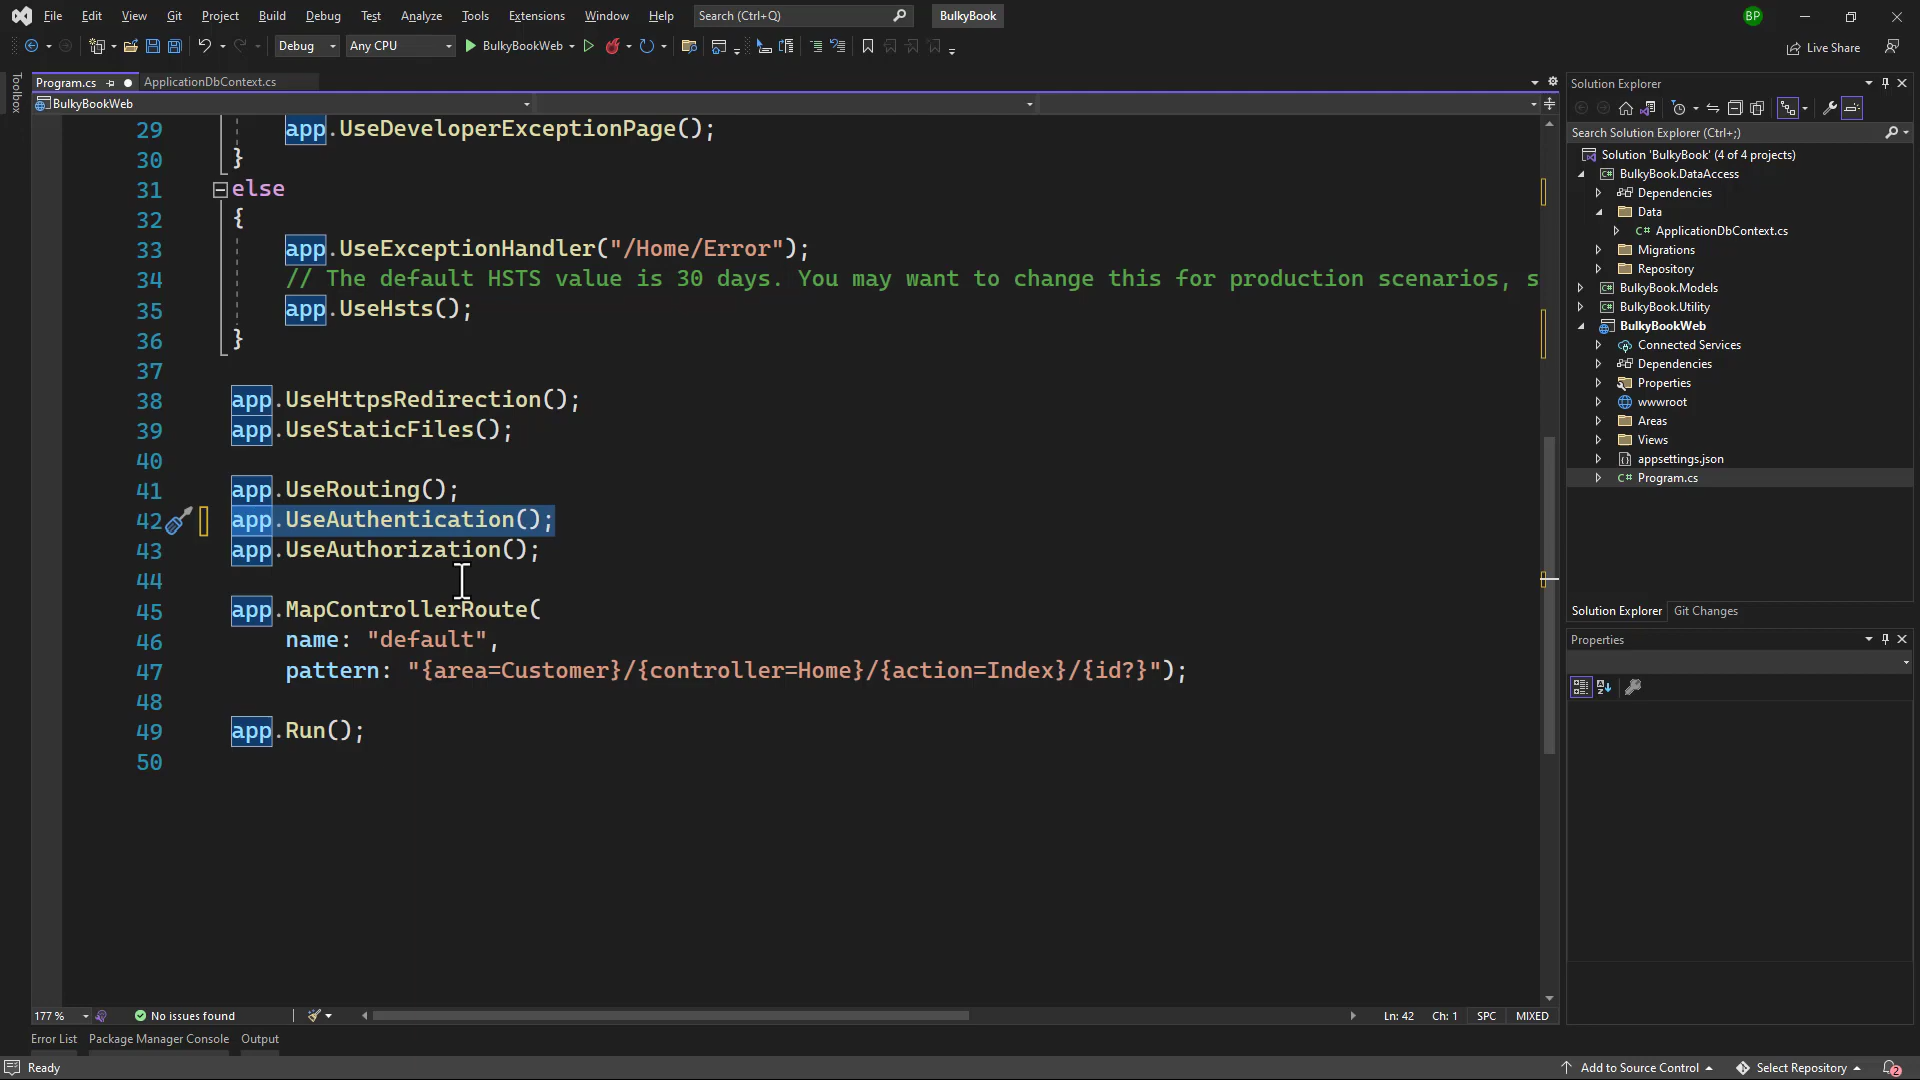 File Edit View Git Project Build Debug Test Analyze Tools Extensions Window Help Search (Ctrl+Q) BulkyBook BP
Debug Any CPU BulkyBookWeb Live Share
Toolbox
Program.cs ApplicationDbContext.cs
BulkyBookWeb
29 app.UseDeveloperExceptionPage();
30 }
31 else
32 {
33 app.UseExceptionHandler("/Home/Error");
34 // The default HSTS value is 30 days. You may want to change this for production scenarios, s
35 app.UseHsts();
36 }
37
38 app.UseHttpsRedirection();
39 app.UseStaticFiles();
40
41 app.UseRouting();
42 app.UseAuthentication();
43 app.UseAuthorization();
44
45 app.MapControllerRoute(
46 name: "default",
47 pattern: "{area=Customer}/{controller=Home}/{action=Index}/{id?}");
48
49 app.Run();
50
177 % No issues found Ln: 42 Ch: 1 SPC MIXED
Error List Package Manager Console Output
Solution Explorer
Search Solution Explorer (Ctrl+;)
Solution 'BulkyBook' (4 of 4 projects)
BulkyBook.DataAccess
Dependencies
Data
C# ApplicationDbContext.cs
Migrations
Repository
BulkyBook.Models
BulkyBook.Utility
BulkyBookWeb
Connected Services
Dependencies
Properties
wwwroot
Areas
Views
appsettings.json
C# Program.cs
Solution Explorer Git Changes
Properties
Ready Add to Source Control Select Repository 2